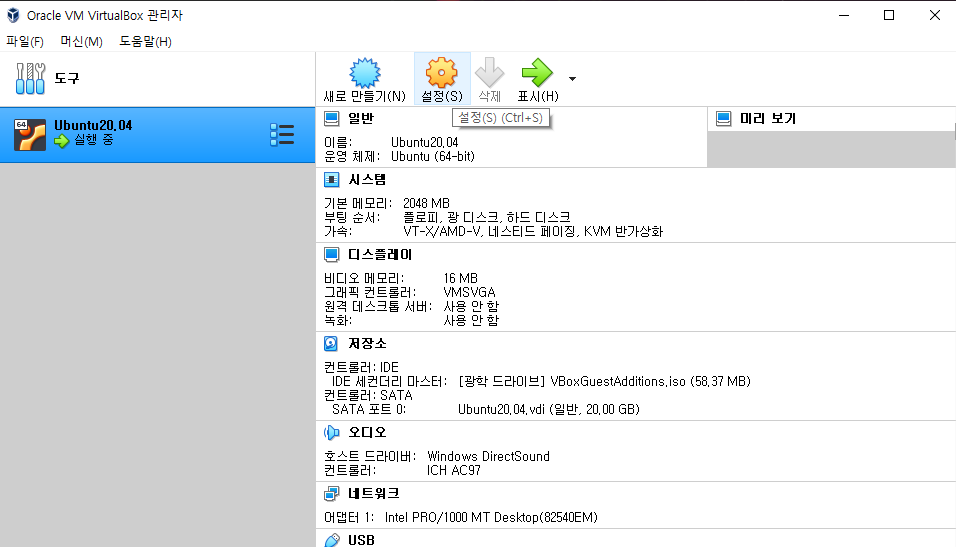 Oracle VM VirtualBox 관리자
파일(F) 머신(M) 도움말(H)
도구
새로 만들기(N) 설정(S) 삭제 표시(H)
설정(S) (Ctrl+S)
64
Ubuntu20.04
실행 중
일반
이름: Ubuntu20.04
운영 체제: Ubuntu (64-bit)
미리 보기
시스템
기본 메모리: 2048 MB
부팅 순서: 플로피, 광 디스크, 하드 디스크
가속: VT-X/AMD-V, 네스티드 페이징, KVM 반가상화
디스플레이
비디오 메모리: 16 MB
그래픽 컨트롤러: VMSVGA
원격 데스크톱 서버: 사용 안 함
녹화: 사용 안 함
저장소
컨트롤러: IDE
IDE 세컨더리 마스터: [광학 드라이브] VBoxGuestAdditions.iso (58.37 MB)
컨트롤러: SATA
SATA 포트 0: Ubuntu20.04.vdi (일반, 20.00 GB)
오디오
호스트 드라이버: Windows DirectSound
컨트롤러: ICH AC97
네트워크
어댑터 1: Intel PRO/1000 MT Desktop(82540EM)
USB